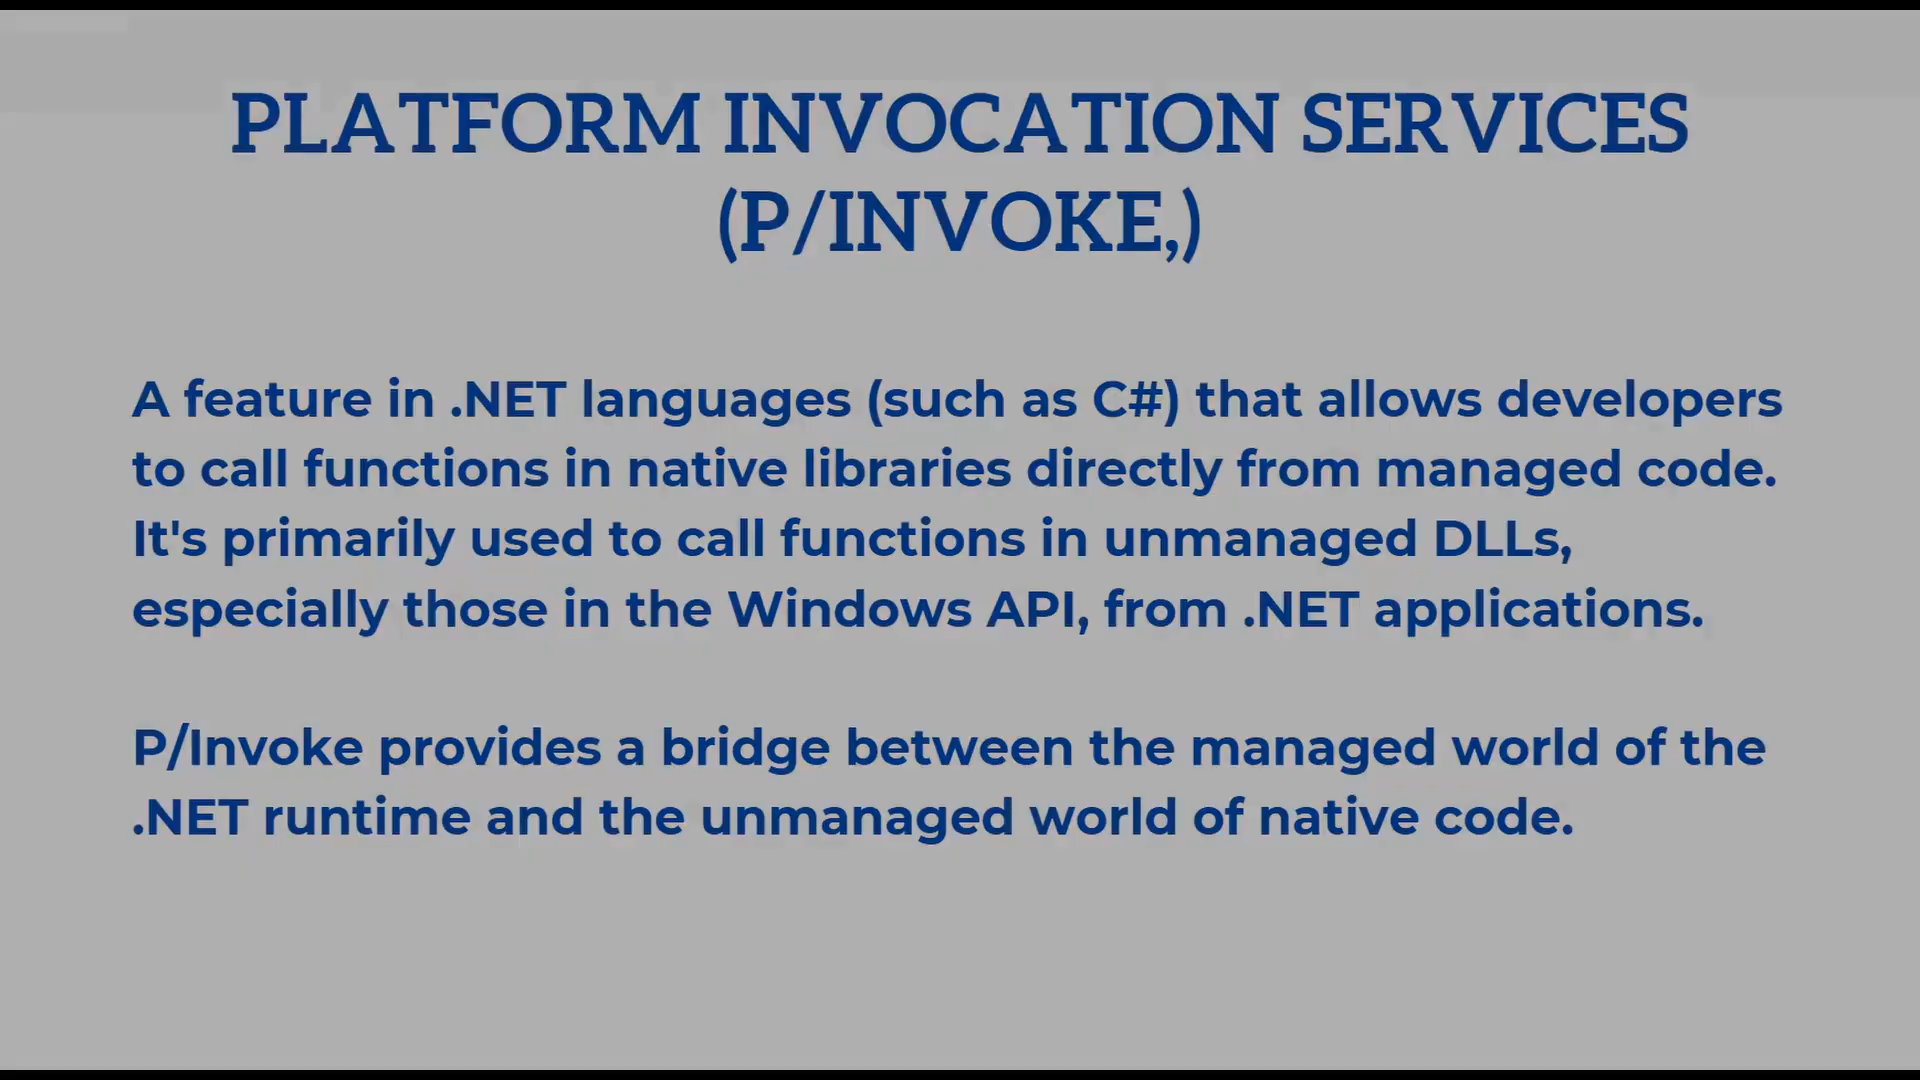 PLATFORM INVOCATION SERVICES
(P/INVOKE,)
A feature in .NET languages (such as C#) that allows developers
to call functions in native libraries directly from managed code.
It's primarily used to call functions in unmanaged DLLs,
especially those in the Windows API, from .NET applications.
P/Invoke provides a bridge between the managed world of the
.NET runtime and the unmanaged world of native code.